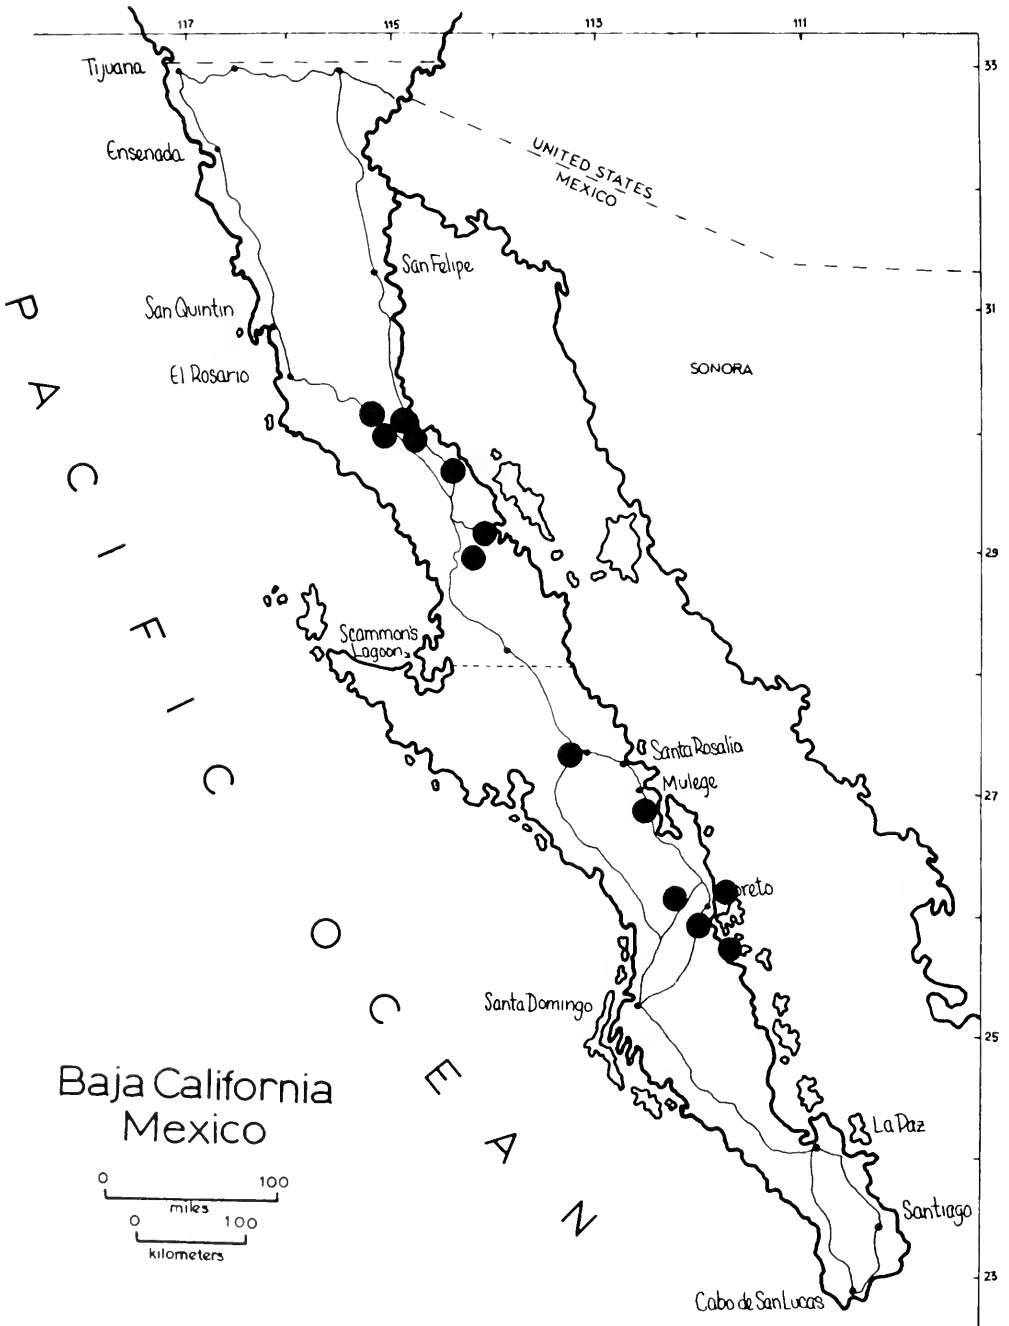 117 115 113 111
33
Tijuana
Ensenada
UNITED STATES
MEXICO
San Felipe
San Quintin
31
El Rosario
SONORA
PACIFIC OCEAN
29
Scammon's
Lagoon
Santa Rosalia
Mulege
27
oreto
Santa Domingo
25
Baja California
Mexico
La Paz
0 100
miles
0 100
kilometers
Santiago
23
Cabo de San Lucas